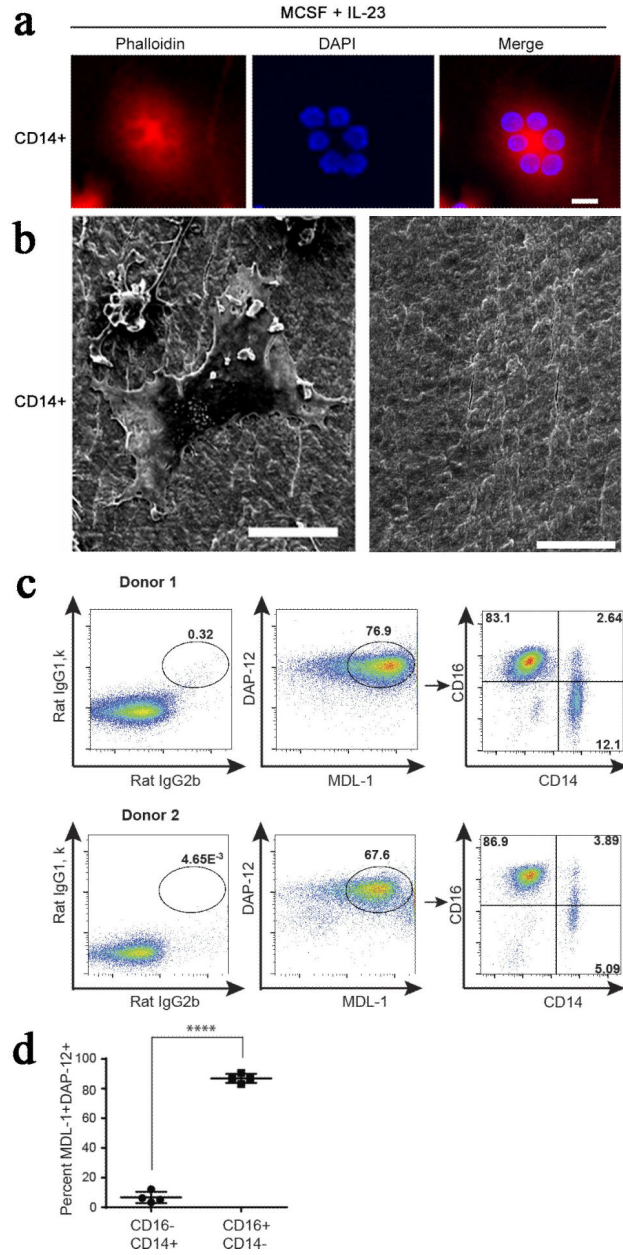 a
MCSF + IL-23
Phalloidin DAPI Merge
CD14+
b
CD14+
c
Donor 1
Rat IgG1,k
0.32
Rat IgG2b
DAP-12
76.9
MDL-1
CD16
83.1 2.64
12.1
CD14
Donor 2
Rat IgG1, k
4.65E-3
Rat IgG2b
DAP-12
67.6
MDL-1
CD16
86.9 3.89
5.09
CD14
d
****
Percent MDL-1+DAP-12+
100
80
60
40
20
0
CD16- CD16+
CD14+ CD14-